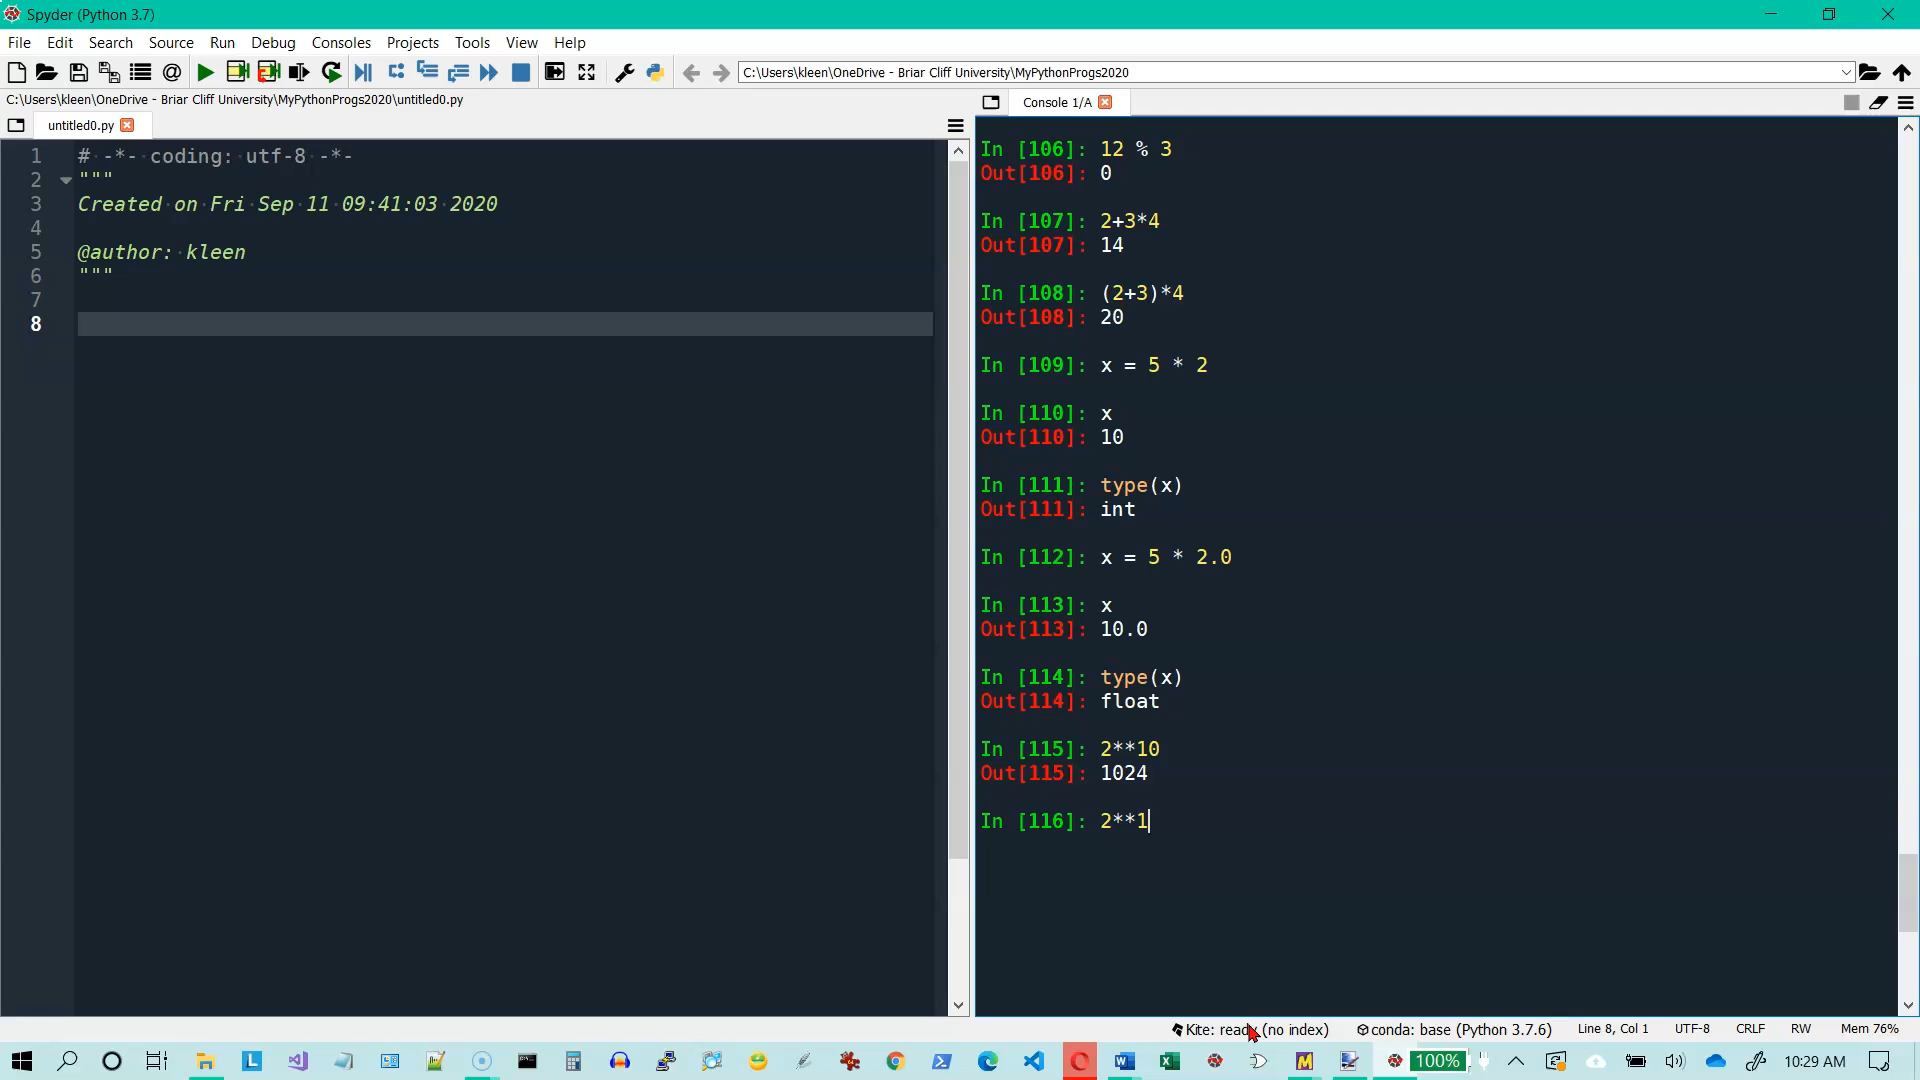 Spyder (Python 3.7)
File Edit Search Source Run Debug Consoles Projects Tools View Help
C:\Users\kleen\OneDrive - Briar Cliff University\MyPythonProgs2020
C:\Users\kleen\OneDrive - Briar Cliff University\MyPythonProgs2020\untitled0.py
untitled0.py
1 # -*- coding: utf-8 -*-
2 """
3 Created on Fri Sep 11 09:41:03 2020
4
5 @author: kleen
6 """
7
8
Console 1/A
In [106]: 12 % 3
Out[106]: 0
In [107]: 2+3*4
Out[107]: 14
In [108]: (2+3)*4
Out[108]: 20
In [109]: x = 5 * 2
In [110]: x
Out[110]: 10
In [111]: type(x)
Out[111]: int
In [112]: x = 5 * 2.0
In [113]: x
Out[113]: 10.0
In [114]: type(x)
Out[114]: float
In [115]: 2**10
Out[115]: 1024
In [116]: 2**1
Kite: ready (no index) conda: base (Python 3.7.6) Line 8, Col 1 UTF-8 CRLF RW Mem 76%
100% 10:29 AM